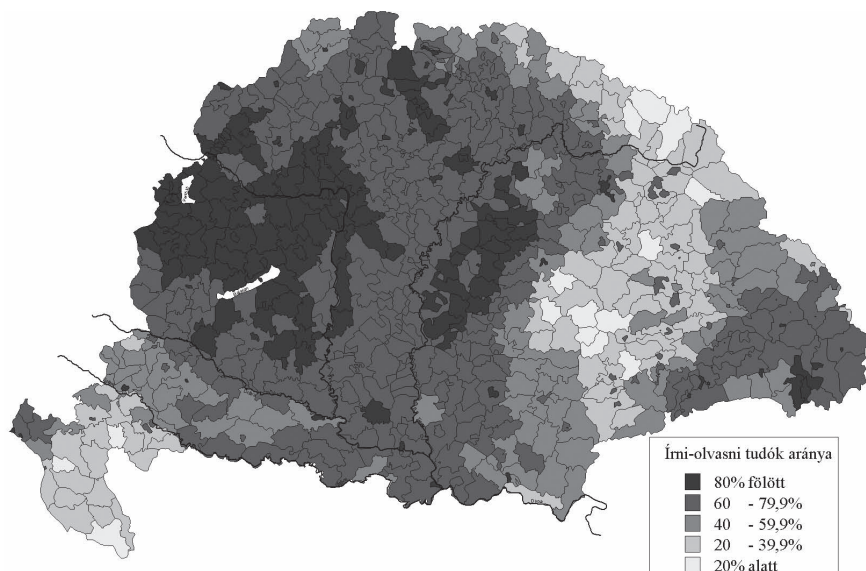 Írni-olvasni tudók aránya
80% fölött
60 - 79,9%
40 - 59,9%
20 - 39,9%
20% alatt